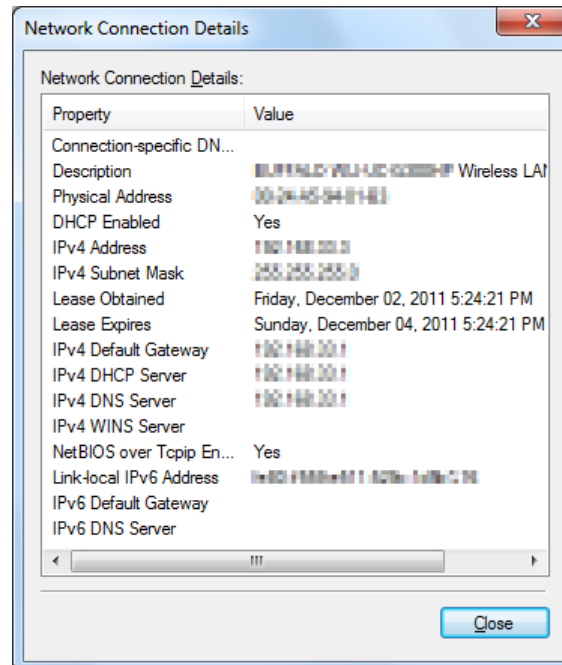 Network Connection Details
Network Connection Details:
Property Value
Connection-specific DN...
Description Wireless LAN
Physical Address
DHCP Enabled Yes
IPv4 Address
IPv4 Subnet Mask
Lease Obtained Friday, December 02, 2011 5:24:21 PM
Lease Expires Sunday, December 04, 2011 5:24:21 PM
IPv4 Default Gateway
IPv4 DHCP Server
IPv4 DNS Server
IPv4 WINS Server
NetBIOS over Tcpip En... Yes
Link-local IPv6 Address
IPv6 Default Gateway
IPv6 DNS Server
Close